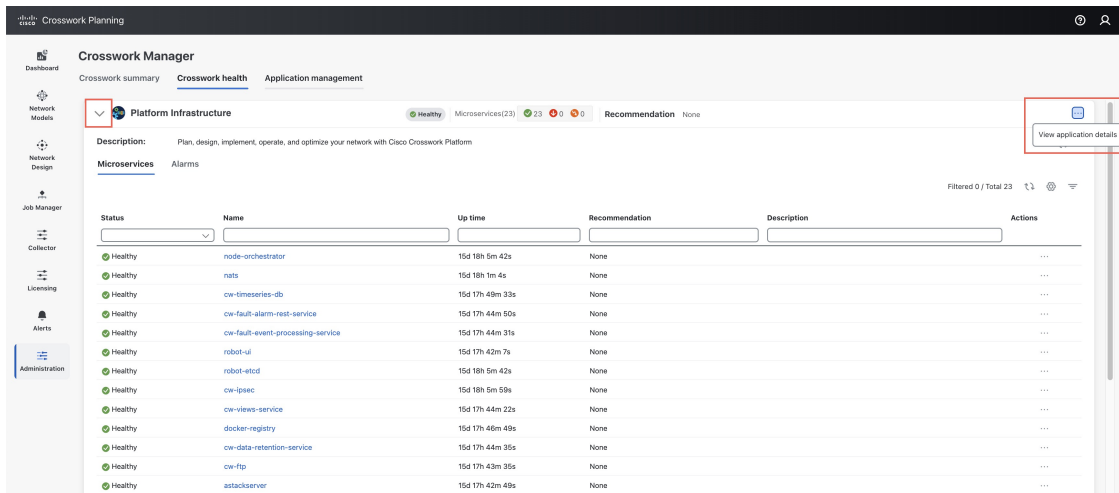 CISCO Crosswork Planning
Crosswork Manager
Crosswork summary Crosswork health Application management
Dashboard
Network Models
Network Design
Job Manager
Collector
Licensing
Alerts
Administration
Platform Infrastructure Healthy Microservices(23) 23 0 0 Recommendation None
View application details
Description: Plan, design, implement, operate, and optimize your network with Cisco Crosswork Platform
Microservices Alarms
Filtered 0 / Total 23
Status Name Up time Recommendation Description Actions
Healthy node-orchestrator 15d 18h 5m 42s None ...
Healthy nats 15d 18h 1m 4s None ...
Healthy cw-timeseries-db 15d 17h 49m 33s None ...
Healthy cw-fault-alarm-rest-service 15d 17h 44m 50s None ...
Healthy cw-fault-event-processing-service 15d 17h 44m 31s None ...
Healthy robot-ui 15d 17h 42m 7s None ...
Healthy robot-etcd 15d 18h 5m 42s None ...
Healthy cw-ipsec 15d 18h 5m 59s None ...
Healthy cw-views-service 15d 17h 44m 22s None ...
Healthy docker-registry 15d 17h 46m 49s None ...
Healthy cw-data-retention-service 15d 17h 44m 35s None ...
Healthy cw-ftp 15d 17h 43m 35s None ...
Healthy astackserver 15d 17h 42m 49s None ...